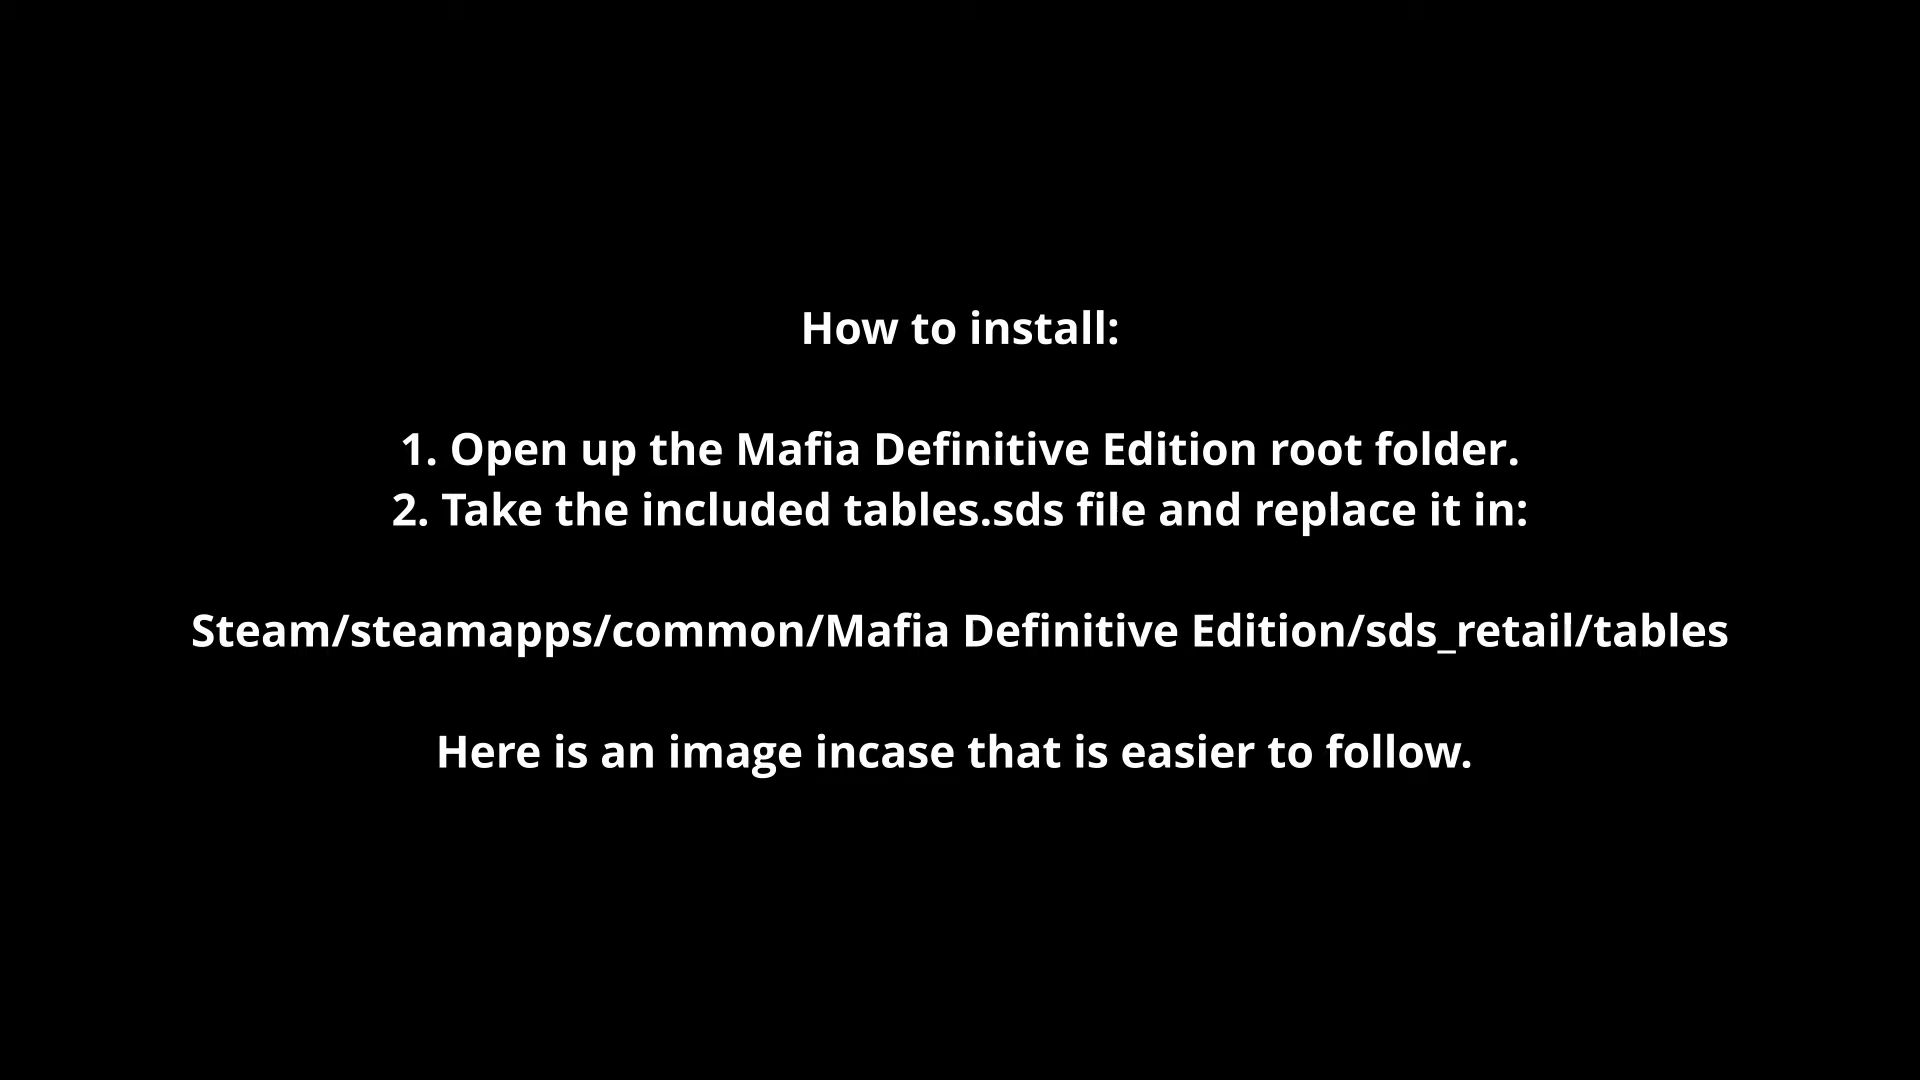 How to install:
1. Open up the Mafia Definitive Edition root folder.
2. Take the included tables.sds file and replace it in:
Steam/steamapps/common/Mafia Definitive Edition/sds_retail/tables
Here is an image incase that is easier to follow.